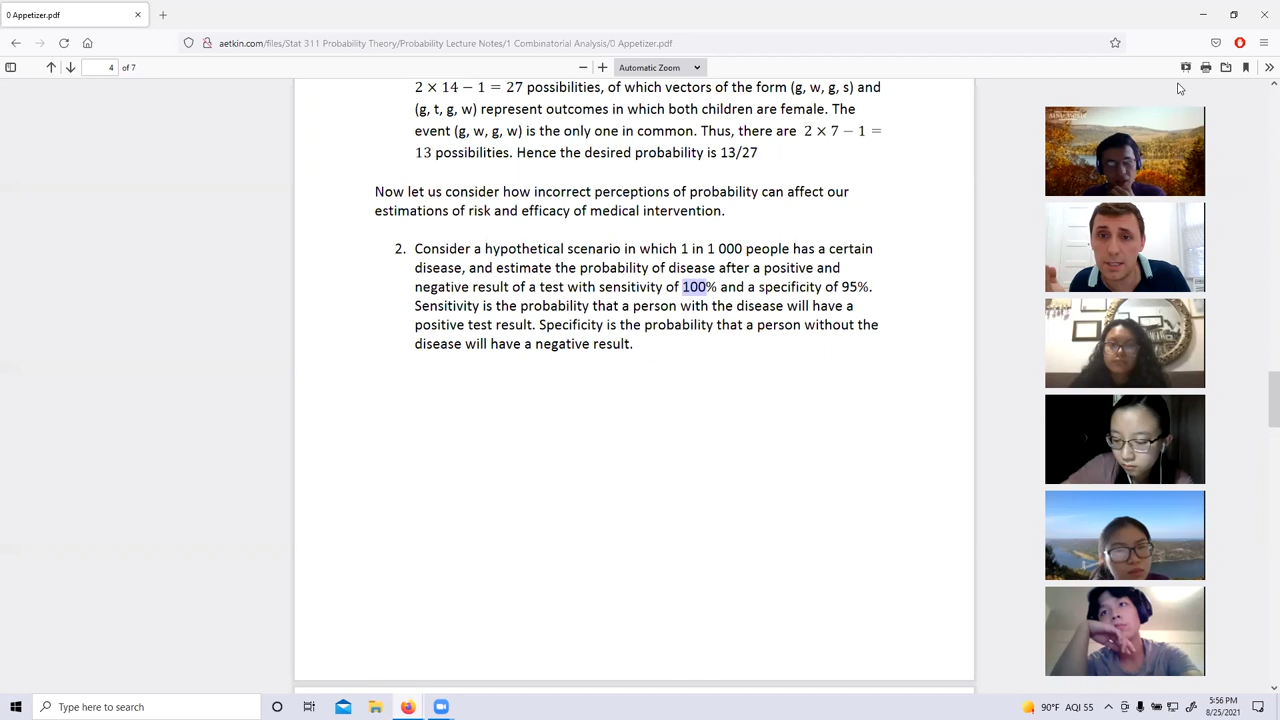 0 Appetizer.pdf
aetkin.com/files/Stat 311 Probability Theory/Probability Lecture Notes/1 Combinatorial Analysis/0 Appetizer.pdf
4 of 7
Automatic Zoom
2 × 14 − 1 = 27 possibilities, of which vectors of the form (g, w, g, s) and
(g, t, g, w) represent outcomes in which both children are female. The
event (g, w, g, w) is the only one in common. Thus, there are 2 × 7 − 1 =
13 possibilities. Hence the desired probability is 13/27
Now let us consider how incorrect perceptions of probability can affect our
estimations of risk and efficacy of medical intervention.
2. Consider a hypothetical scenario in which 1 in 1 000 people has a certain
disease, and estimate the probability of disease after a positive and
negative result of a test with sensitivity of 100% and a specificity of 95%.
Sensitivity is the probability that a person with the disease will have a
positive test result. Specificity is the probability that a person without the
disease will have a negative result.
Type here to search
90°F AQI 55
5:56 PM
8/25/2021